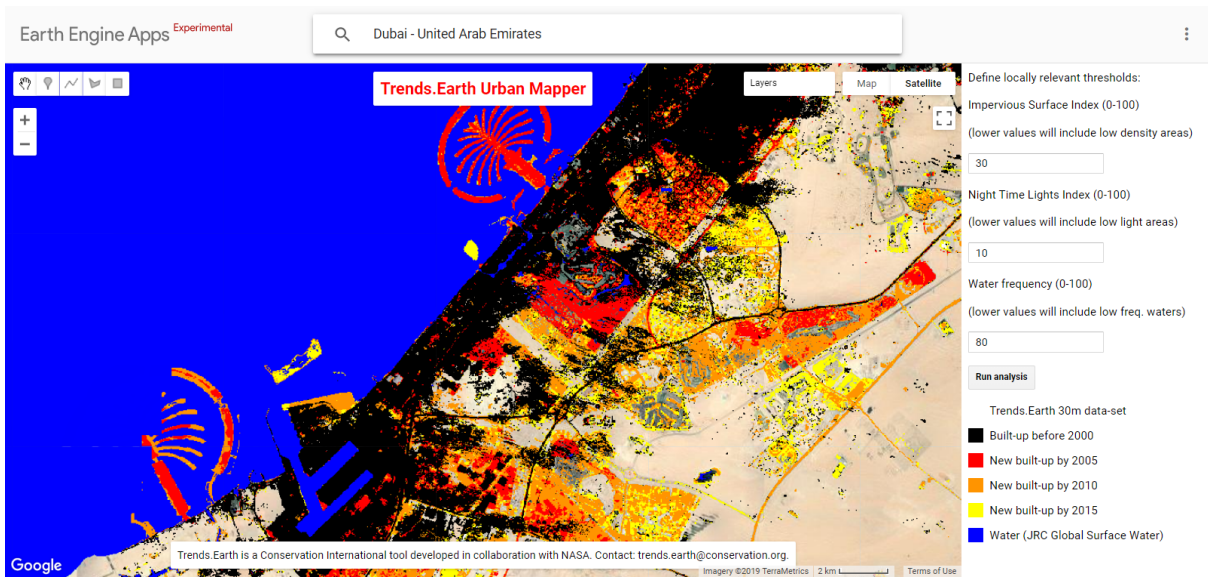 Earth Engine Apps Experimental
Dubai - United Arab Emirates
Trends.Earth Urban Mapper
Layers
Map
Satellite
+
−
Define locally relevant thresholds:
Impervious Surface Index (0-100)
(lower values will include low density areas)
30
Night Time Lights Index (0-100)
(lower values will include low light areas)
10
Water frequency (0-100)
(lower values will include low freq. waters)
80
Run analysis
Trends.Earth 30m data-set
Built-up before 2000
New built-up by 2005
New built-up by 2010
New built-up by 2015
Water (JRC Global Surface Water)
Trends.Earth is a Conservation International tool developed in collaboration with NASA. Contact: trends.earth@conservation.org.
Google
Imagery ©2019 TerraMetrics
2 km
Terms of Use